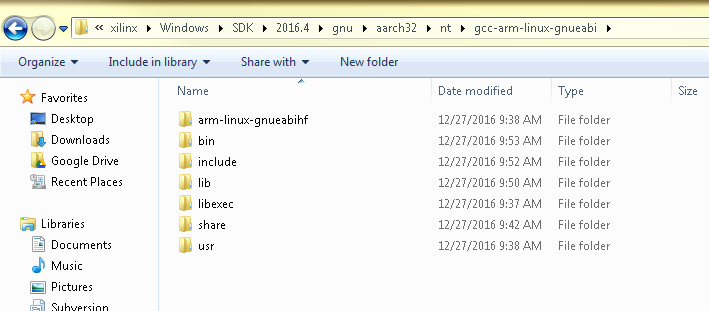 « xilinx ▸ Windows ▸ SDK ▸ 2016.4 ▸ gnu ▸ aarch32 ▸ nt ▸ gcc-arm-linux-gnueabi ▸
Organize Include in library Share with New folder
Name Date modified Type Size
Favorites
Desktop
Downloads
Google Drive
Recent Places
Libraries
Documents
Music
Pictures
Subversion
arm-linux-gnueabihf 12/27/2016 9:38 AM File folder
bin 12/27/2016 9:53 AM File folder
include 12/27/2016 9:52 AM File folder
lib 12/27/2016 9:50 AM File folder
libexec 12/27/2016 9:37 AM File folder
share 12/27/2016 9:42 AM File folder
usr 12/27/2016 9:38 AM File folder